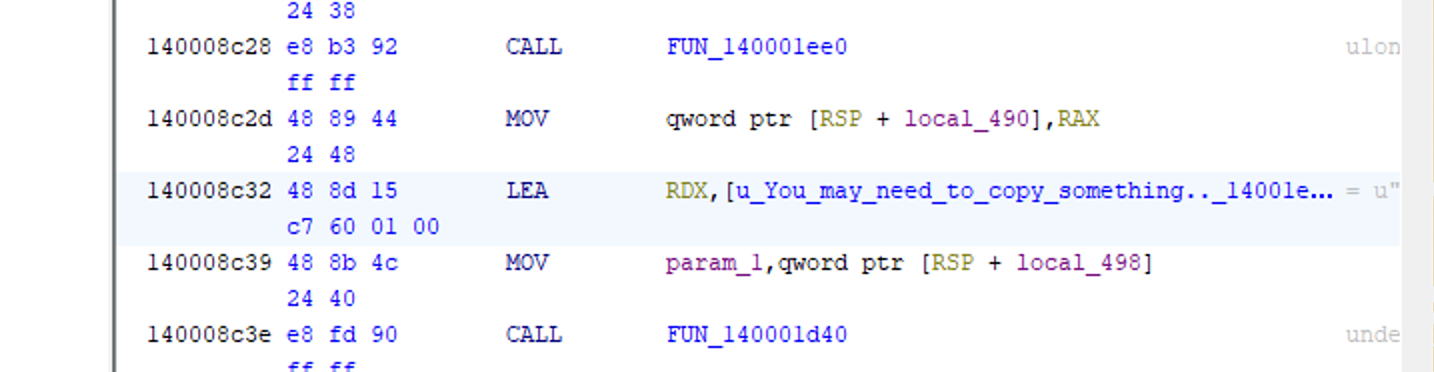 24 38
140008c28 e8 b3 92 CALL FUN_140001ee0 ulon
ff ff
140008c2d 48 89 44 MOV qword ptr [RSP + local_490],RAX
24 48
140008c32 48 8d 15 LEA RDX,[u_You_may_need_to_copy_something.._14001e... = u"
c7 60 01 00
140008c39 48 8b 4c MOV param_1,qword ptr [RSP + local_498]
24 40
140008c3e e8 fd 90 CALL FUN_140001d40 unde
ff ff